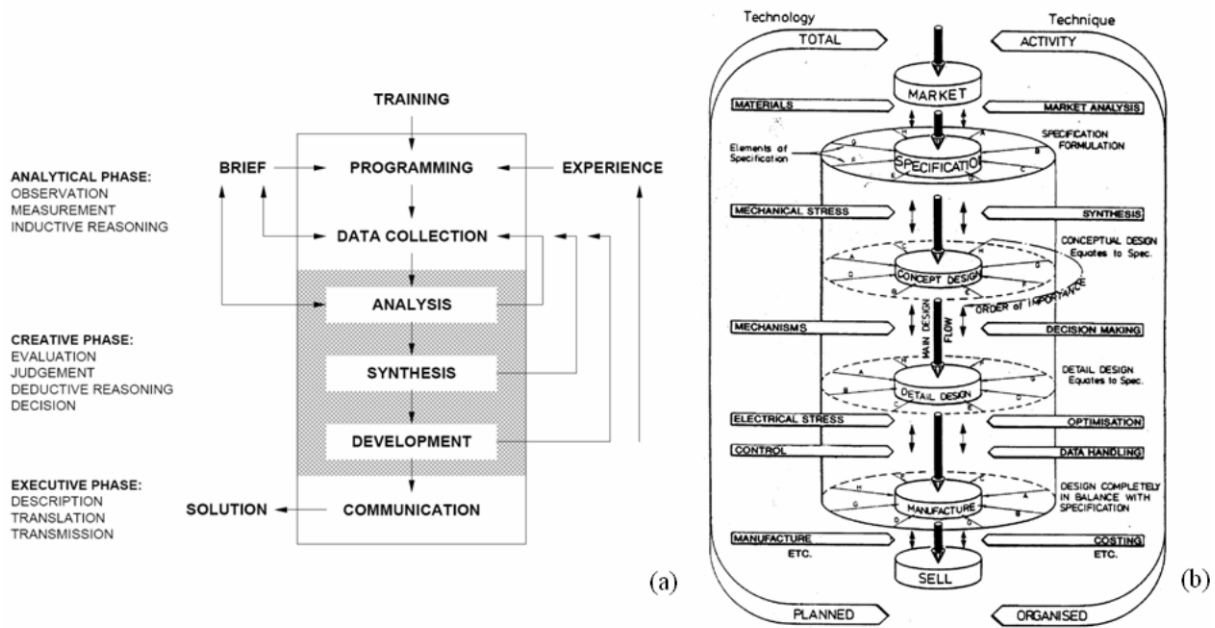 TRAINING
BRIEF
PROGRAMMING
EXPERIENCE
ANALYTICAL PHASE:
OBSERVATION
MEASUREMENT
INDUCTIVE REASONING
DATA COLLECTION
ANALYSIS
CREATIVE PHASE:
EVALUATION
JUDGEMENT
DEDUCTIVE REASONING
DECISION
SYNTHESIS
DEVELOPMENT
EXECUTIVE PHASE:
DESCRIPTION
TRANSLATION
TRANSMISSION
SOLUTION
COMMUNICATION
(a)
Technology
Technique
TOTAL
ACTIVITY
MARKET
MATERIALS
MARKET ANALYSIS
Elements of
Specification
SPECIFICATION
SPECIFICATION
FORMULATION
H
A
G
B
F
C
E
D
MECHANICAL STRESS
SYNTHESIS
CONCEPTUAL DESIGN
Equates to Spec.
CONCEPT DESIGN
A
H
D
G
B
E
ORDER of IMPORTANCE
MAIN DESIGN
FLOW
MECHANISMS
DECISION MAKING
DETAIL DESIGN
Equates to Spec.
DETAIL DESIGN
A
B
G
C
E
ELECTRICAL STRESS
OPTIMISATION
CONTROL
DATA HANDLING
DESIGN COMPLETELY
IN BALANCE WITH
SPECIFICATION
MANUFACTURE
H
C
A
G
B
D
MANUFACTURE
ETC.
COSTING
ETC.
SELL
PLANNED
ORGANISED
(b)